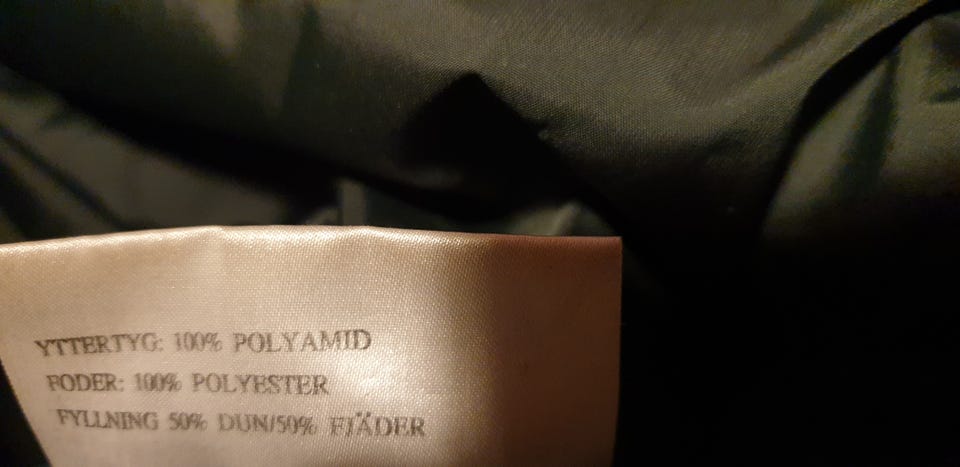 YTTERTYG: 100% POLYAMID
FODER: 100% POLYESTER
FYLLNING 50% DUN/50% FJÄDER